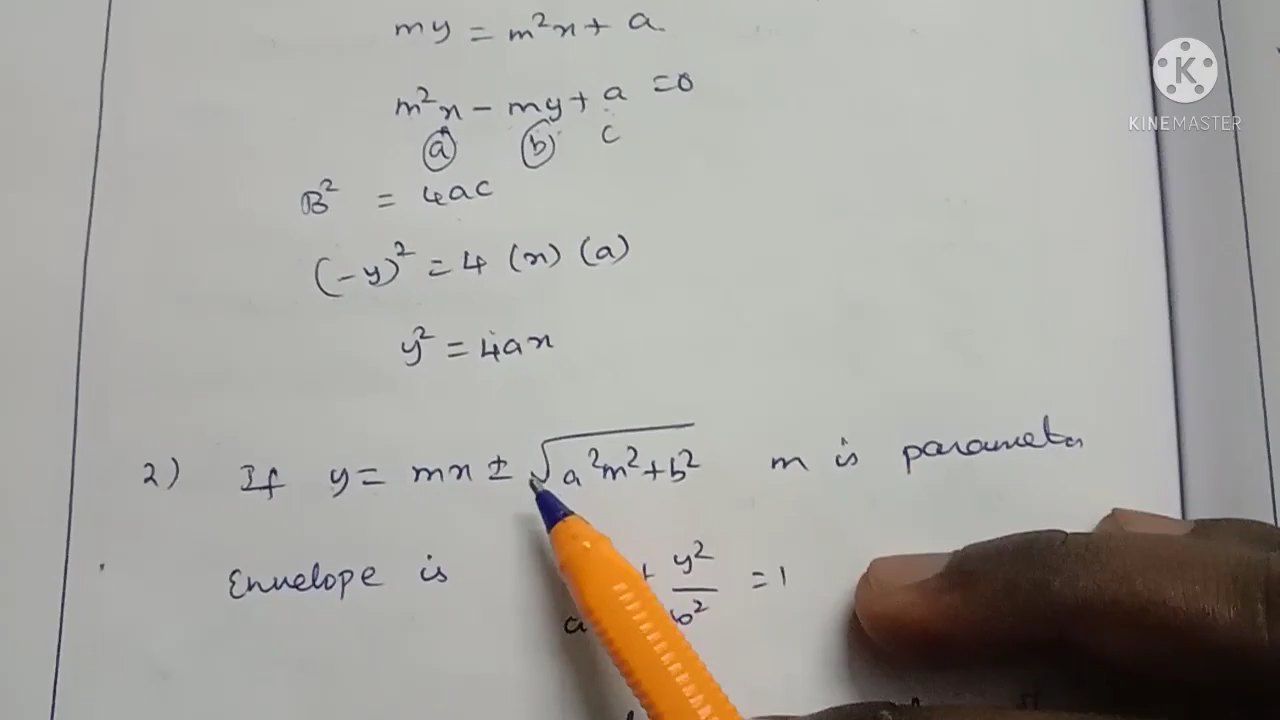 my = m²x + a
K
KINEMASTER
m²x - my + a = 0
a b c
B² = 4ac
(-y)² = 4 (x) (a)
y² = 4ax
2) If y = mx ± √a²m²+b² m is parameter
Envelope is a + y²/b² = 1